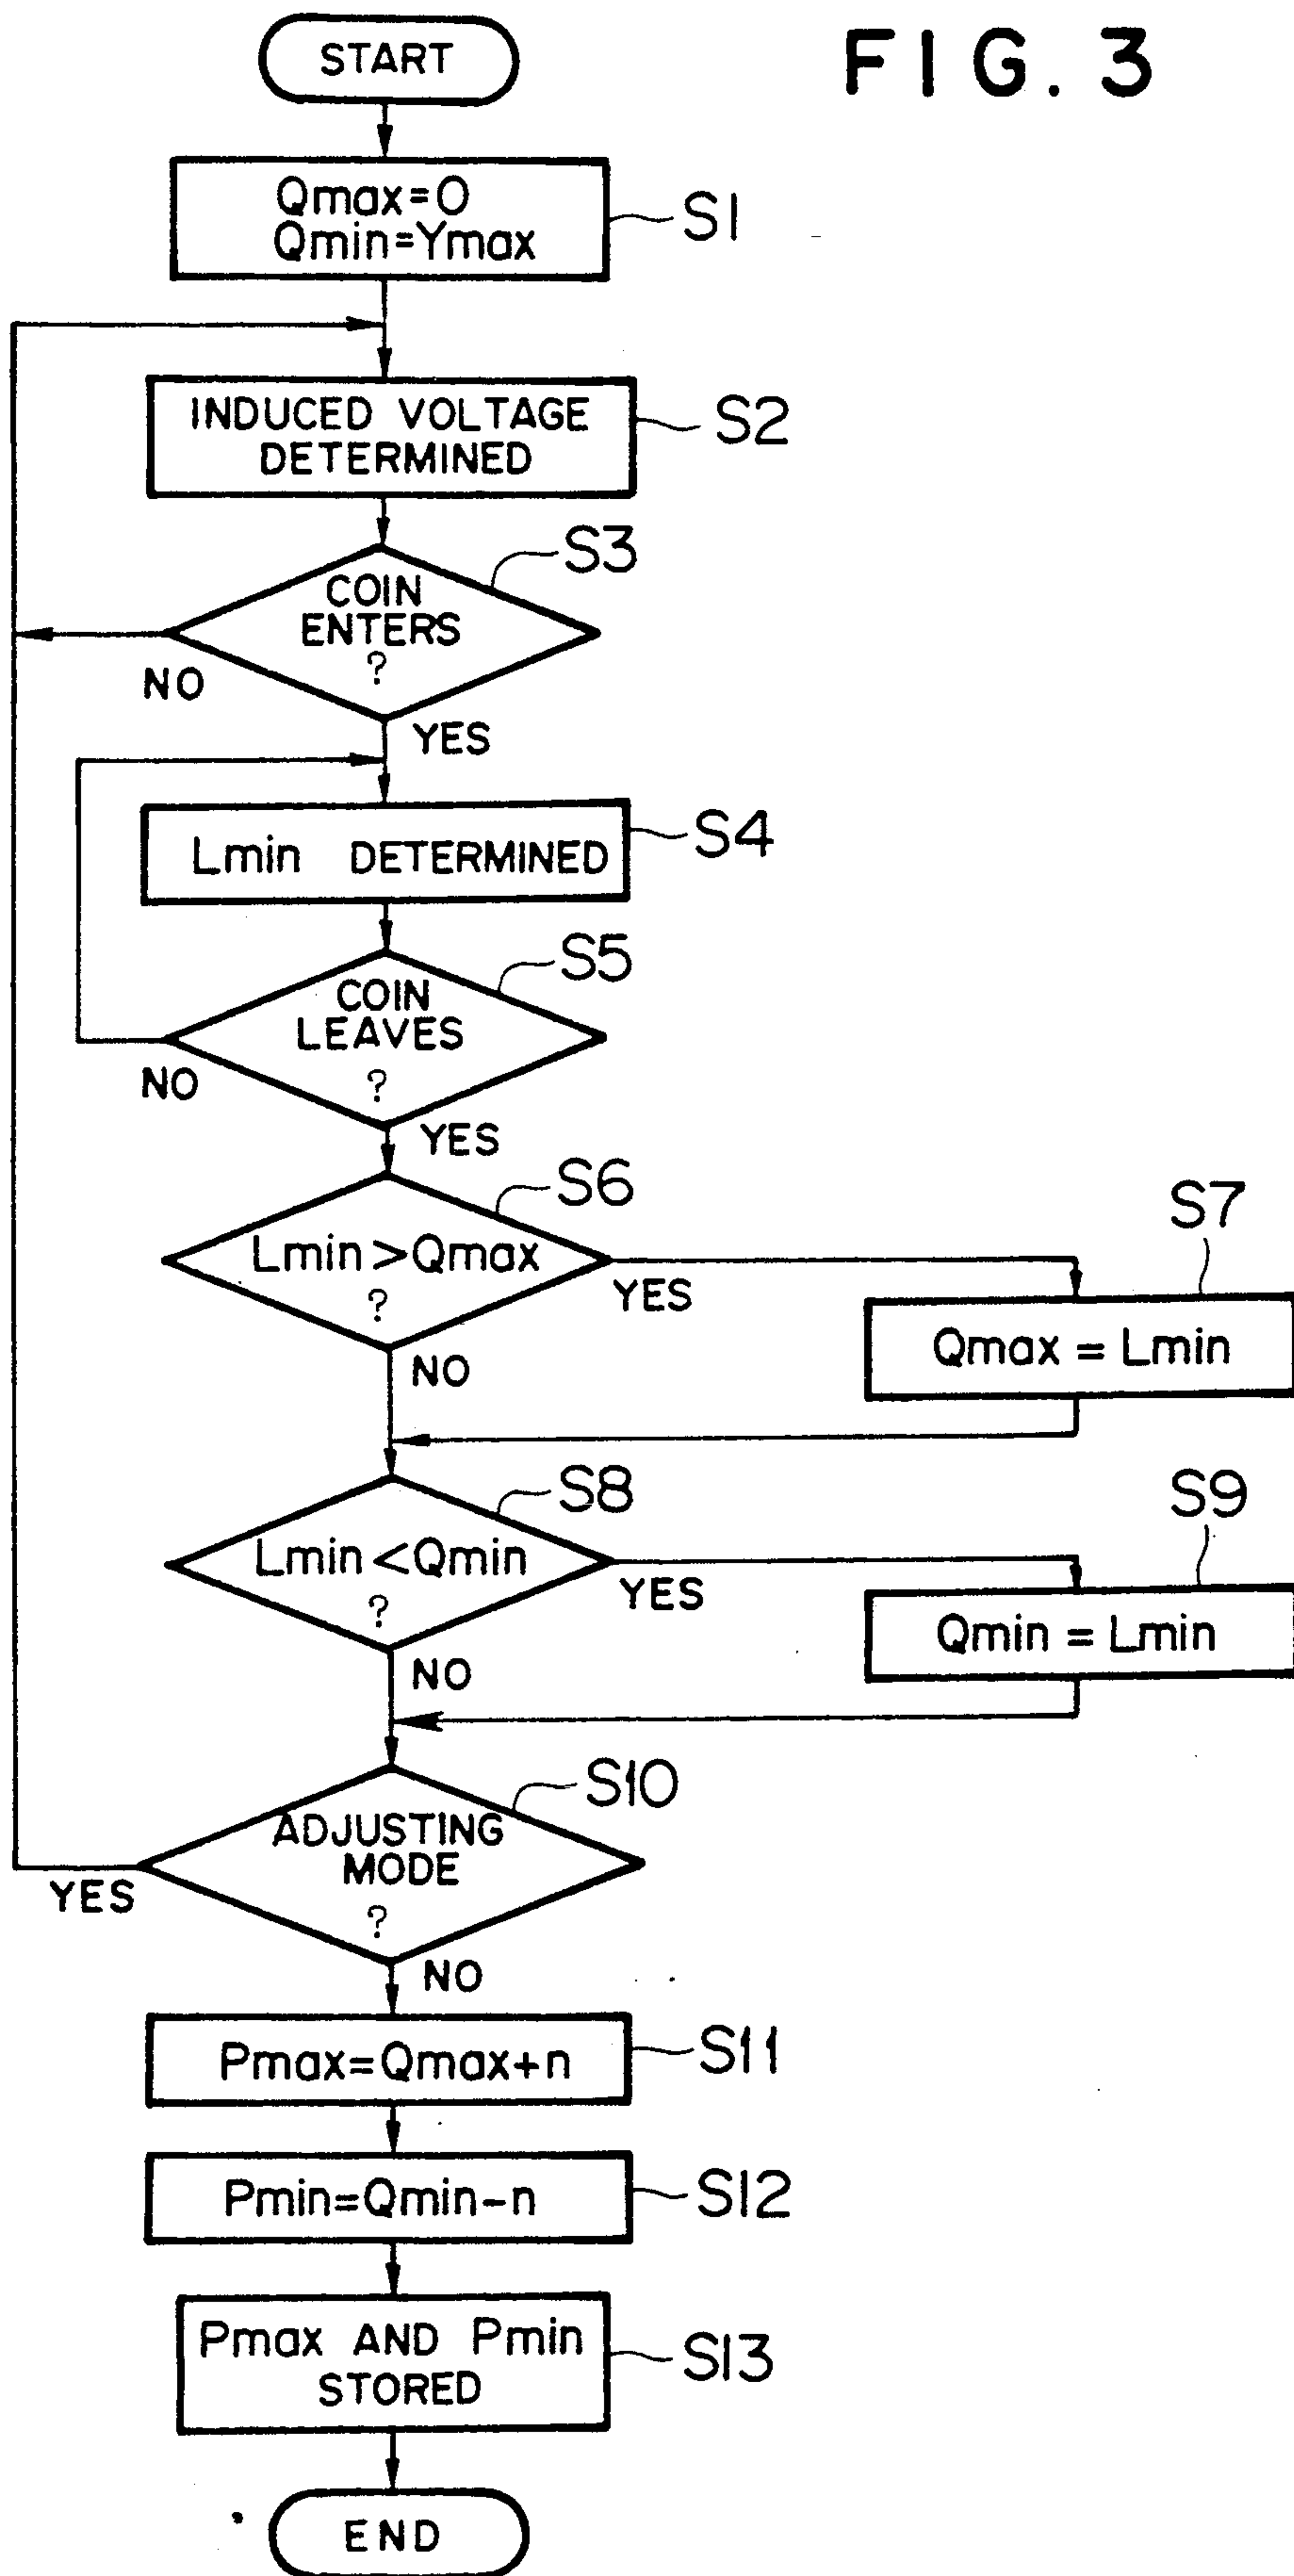 FIG. 3
START
Qmax=0
Qmin=Ymax
S1
INDUCED VOLTAGE
DETERMINED
S2
S3
COIN
ENTERS
?
NO
YES
Lmin DETERMINED
S4
S5
COIN
LEAVES
?
NO
YES
S6
Lmin>Qmax
?
YES
NO
S7
Qmax=Lmin
S8
Lmin<Qmin
?
YES
NO
S9
Qmin=Lmin
S10
ADJUSTING
MODE
?
YES
NO
Pmax=Qmax+n
S11
Pmin=Qmin-n
S12
Pmax AND Pmin
STORED
S13
END